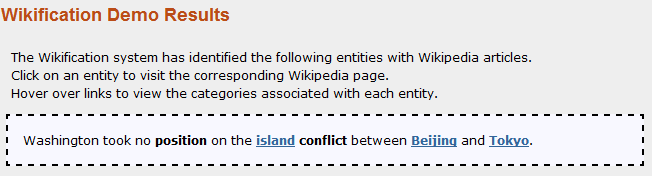 Wikification Demo Results
The Wikification system has identified the following entities with Wikipedia articles.
Click on an entity to visit the corresponding Wikipedia page.
Hover over links to view the categories associated with each entity.
Washington took no position on the island conflict between Beijing and Tokyo.